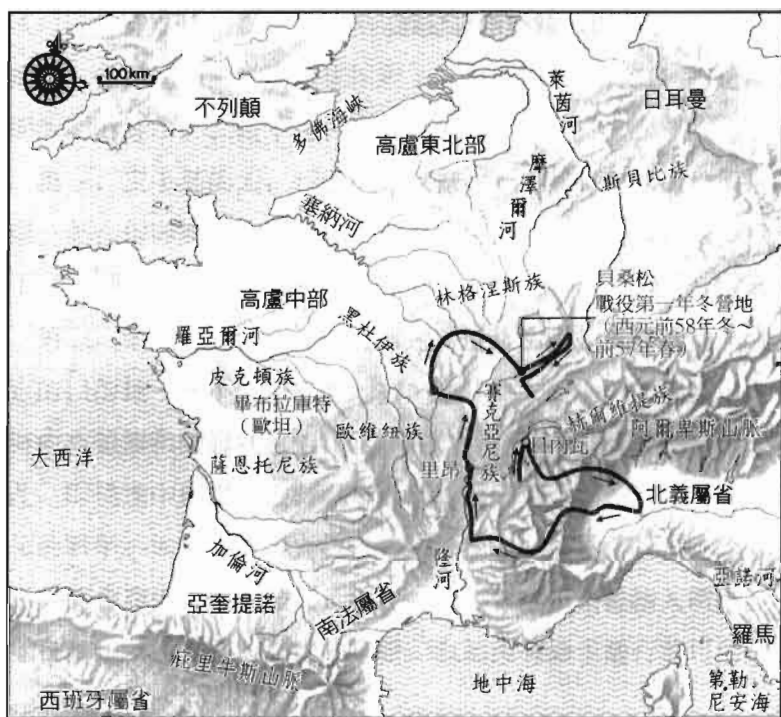 100km
不列顛
多佛海峽
萊茵河
日耳曼
高盧東北部
摩澤爾河
斯貝比族
塞納河
貝桑松
戰役第一年冬營地
(西元前58年冬~
前57年春)
林格涅斯族
高盧中部
黑杜伊族
羅亞爾河
皮克頓族
畢布拉庫特
(歐坦)
賽克亞尼族
赫爾維提族
阿爾卑斯山脈
歐維紐族
日內瓦
大西洋
薩恩托尼族
里昂
北義屬省
加倫河
隆河
亞諾河
亞奎提諾
南法屬省
羅馬
庇里牛斯山脈
西班牙屬省
地中海
第勒
尼安海